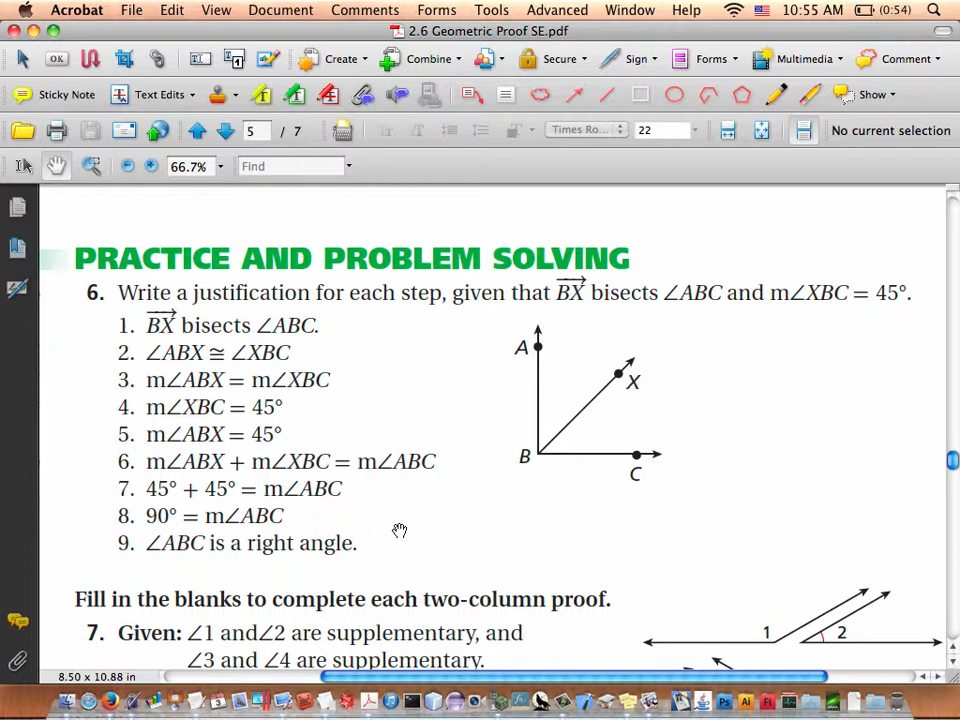 Acrobat File Edit View Document Comments Forms Tools Advanced Window Help 10:55 AM (0:54)
2.6 Geometric Proof SE.pdf
OK Create Combine Secure Sign Forms Multimedia Comment
Sticky Note Text Edits Show
5 / 7 Times Ro... 22 No current selection
66.7% Find
PRACTICE AND PROBLEM SOLVING
6. Write a justification for each step, given that BX→ bisects ∠ABC and m∠XBC = 45°.
1. BX→ bisects ∠ABC.
2. ∠ABX ≅ ∠XBC
3. m∠ABX = m∠XBC
4. m∠XBC = 45°
5. m∠ABX = 45°
6. m∠ABX + m∠XBC = m∠ABC
7. 45° + 45° = m∠ABC
8. 90° = m∠ABC
9. ∠ABC is a right angle.
A
X
B
C
Fill in the blanks to complete each two-column proof.
7. Given: ∠1 and∠2 are supplementary, and
∠3 and ∠4 are supplementary.
1 2
8.50 x 10.88 in